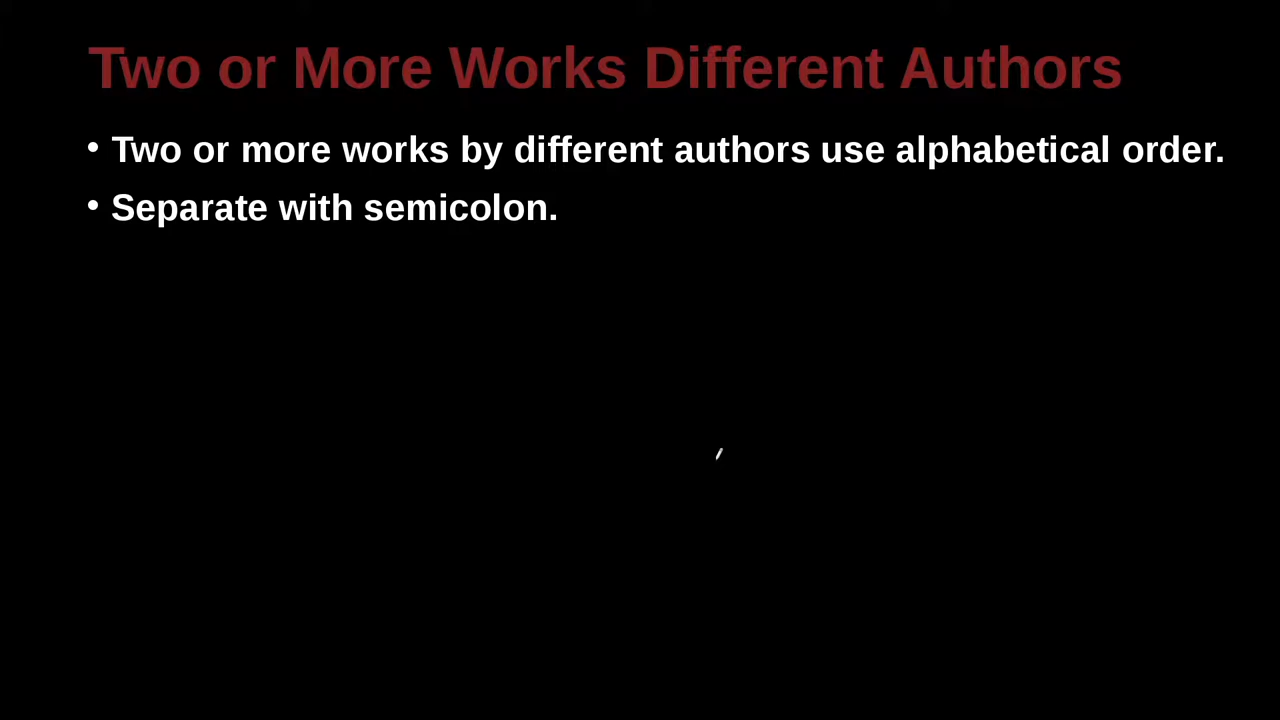 Two or More Works Different Authors
• Two or more works by different authors use alphabetical order.
• Separate with semicolon.